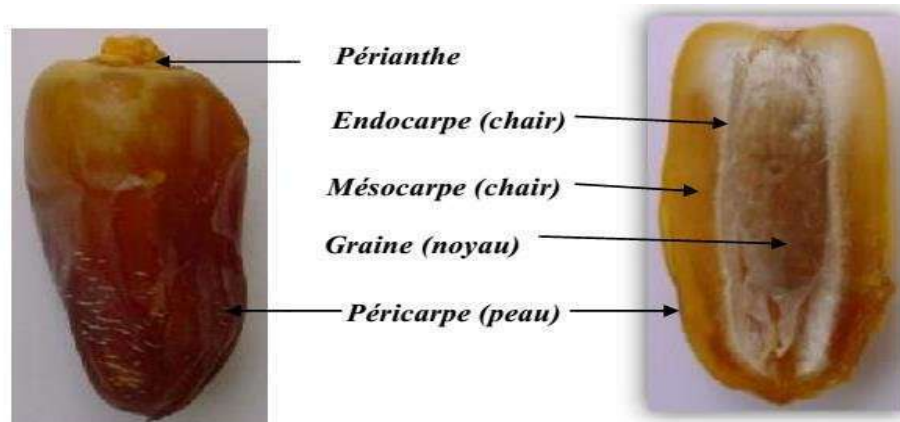 Périanthe
Endocarpe (chair)
Mésocarpe (chair)
Graine (noyau)
Péricarpe (peau)